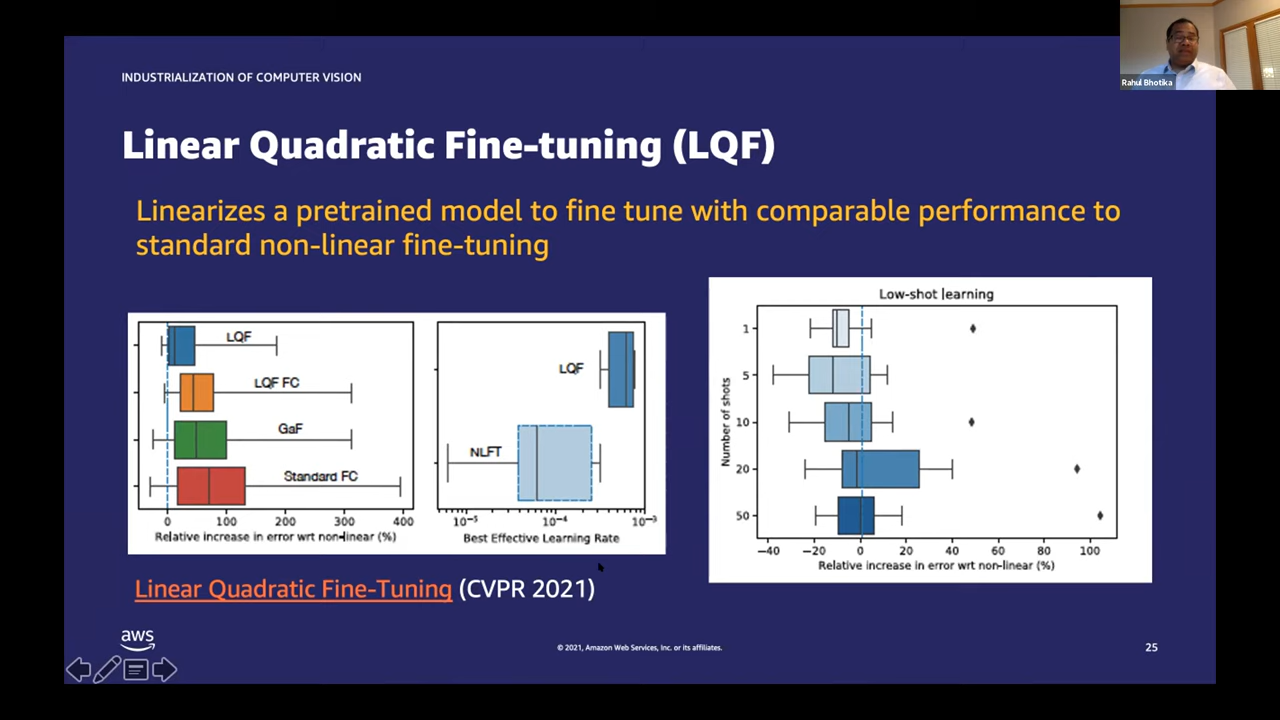 Rahul Bhotika
INDUSTRIALIZATION OF COMPUTER VISION
Linear Quadratic Fine-tuning (LQF)
Linearizes a pretrained model to fine tune with comparable performance to
standard non-linear fine-tuning
LQF
LQF FC
GaF
Standard FC
0 100 200 300 400
Relative increase in error wrt non-linear (%)
LQF
NLFT
10⁻⁵ 10⁻⁴ 10⁻³
Best Effective Learning Rate
Low-shot learning
Number of shots
1
5
10
20
50
−40 −20 0 20 40 60 80 100
Relative increase in error wrt non-linear (%)
Linear Quadratic Fine-Tuning (CVPR 2021)
aws
© 2021, Amazon Web Services, Inc. or its affiliates.
25